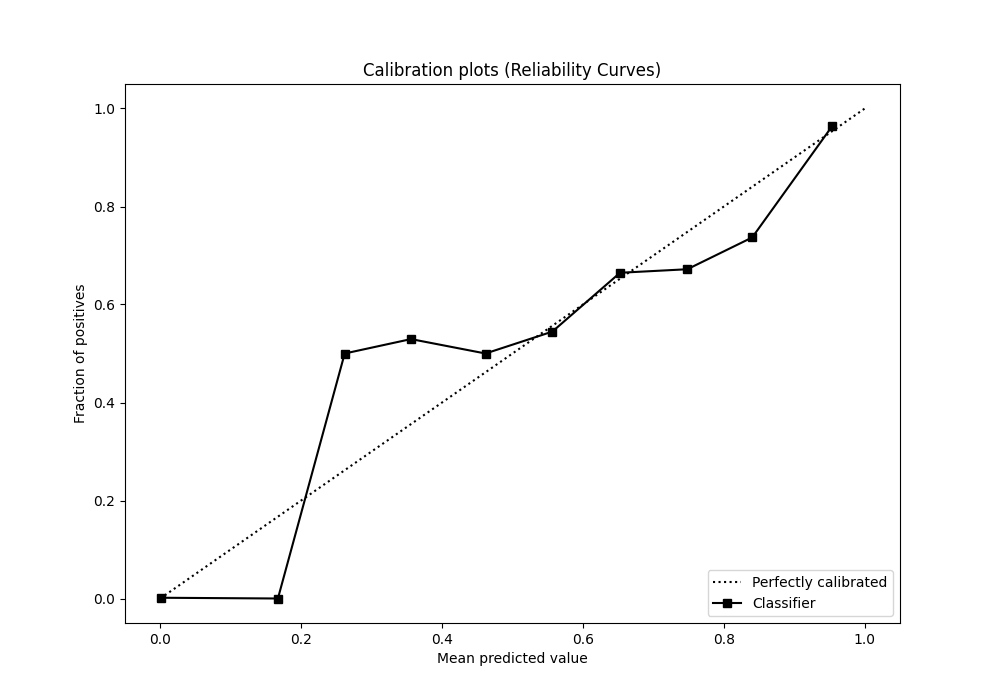 Calibration plots (Reliability Curves)
1.0
0.8
0.6
0.4
0.2
0.0
Fraction of positives
0.0 0.2 0.4 0.6 0.8 1.0
Mean predicted value
Perfectly calibrated
Classifier